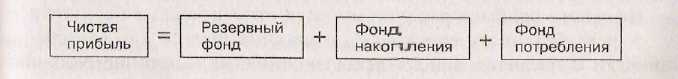 Чистая прибыль = Резервный фонд + Фонд накопления + Фонд потребления